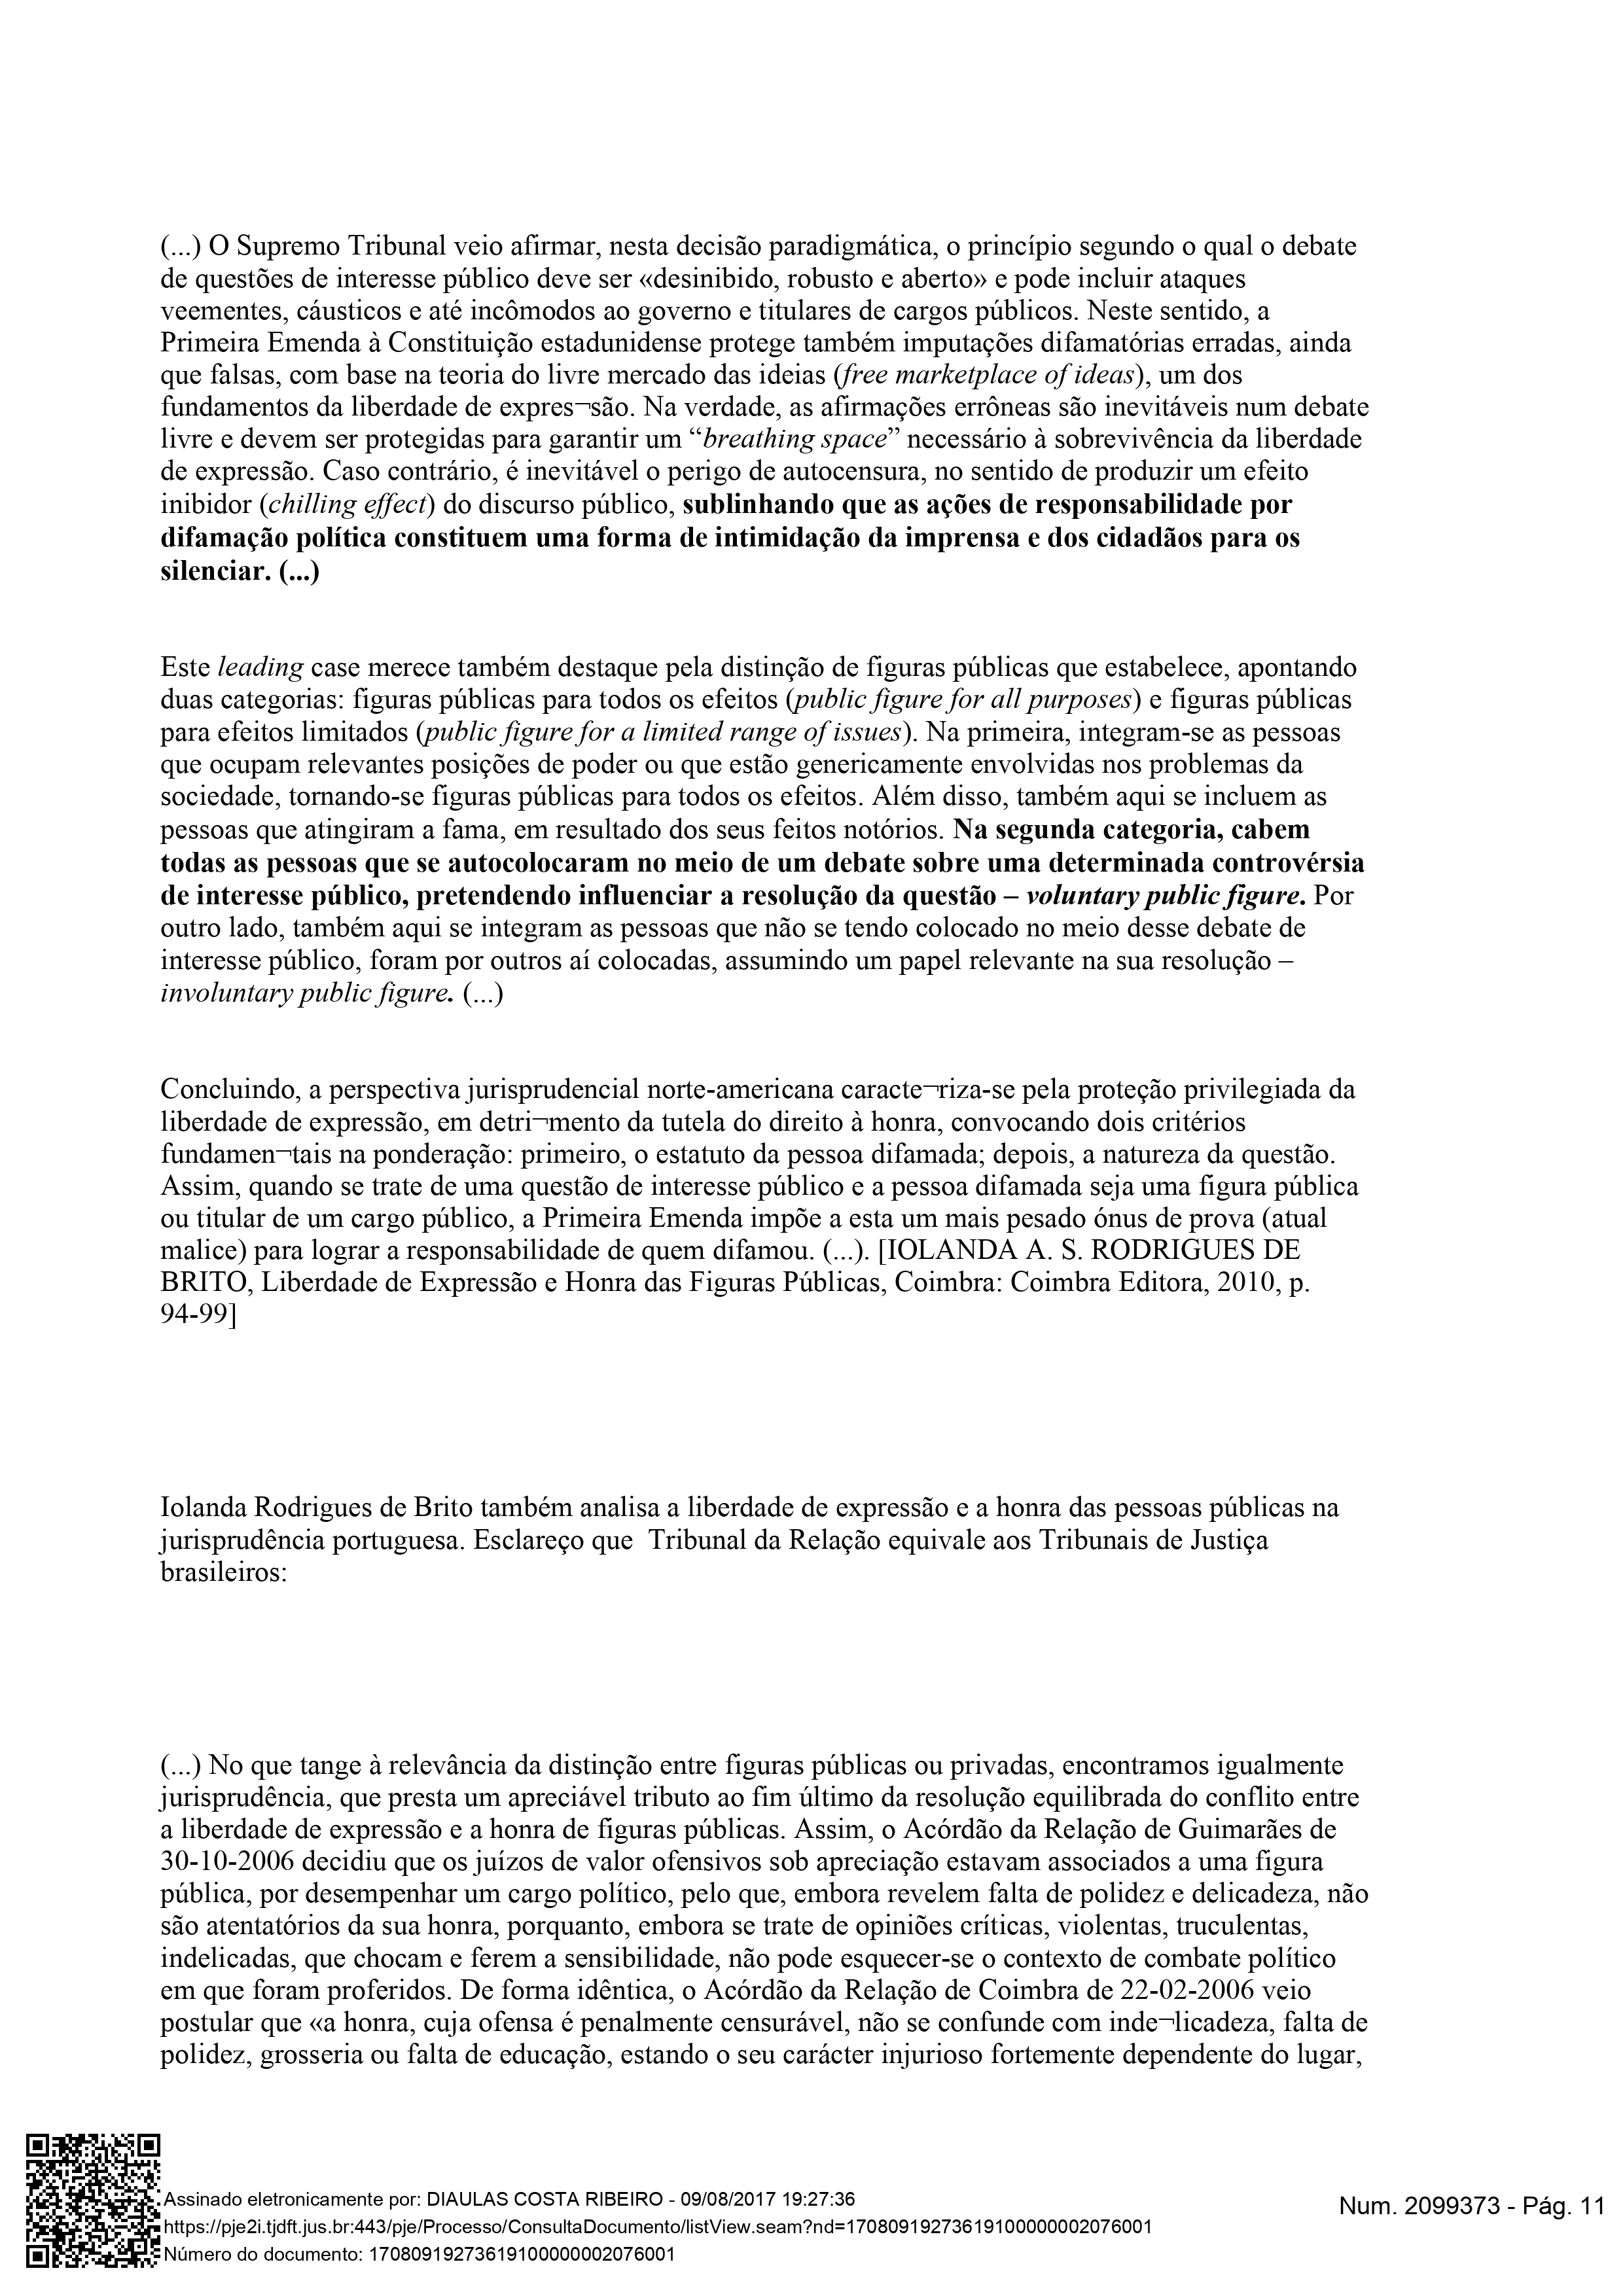 (...) O Supremo Tribunal veio afirmar, nesta decisão paradigmática, o princípio segundo o qual o debate
de questões de interesse público deve ser «desinibido, robusto e aberto» e pode incluir ataques
veementes, cáusticos e até incômodos ao governo e titulares de cargos públicos. Neste sentido, a
Primeira Emenda à Constituição estadunidense protege também imputações difamatórias erradas, ainda
que falsas, com base na teoria do livre mercado das ideias (free marketplace of ideas), um dos
fundamentos da liberdade de expres¬são. Na verdade, as afirmações errôneas são inevitáveis num debate
livre e devem ser protegidas para garantir um “breathing space” necessário à sobrevivência da liberdade
de expressão. Caso contrário, é inevitável o perigo de autocensura, no sentido de produzir um efeito
inibidor (chilling effect) do discurso público, sublinhando que as ações de responsabilidade por
difamação política constituem uma forma de intimidação da imprensa e dos cidadãos para os
silenciar. (...)
Este leading case merece também destaque pela distinção de figuras públicas que estabelece, apontando
duas categorias: figuras públicas para todos os efeitos (public figure for all purposes) e figuras públicas
para efeitos limitados (public figure for a limited range of issues). Na primeira, integram-se as pessoas
que ocupam relevantes posições de poder ou que estão genericamente envolvidas nos problemas da
sociedade, tornando-se figuras públicas para todos os efeitos. Além disso, também aqui se incluem as
pessoas que atingiram a fama, em resultado dos seus feitos notórios. Na segunda categoria, cabem
todas as pessoas que se autocolocaram no meio de um debate sobre uma determinada controvérsia
de interesse público, pretendendo influenciar a resolução da questão – voluntary public figure. Por
outro lado, também aqui se integram as pessoas que não se tendo colocado no meio desse debate de
interesse público, foram por outros aí colocadas, assumindo um papel relevante na sua resolução –
involuntary public figure. (...)
Concluindo, a perspectiva jurisprudencial norte-americana caracte¬riza-se pela proteção privilegiada da
liberdade de expressão, em detri¬mento da tutela do direito à honra, convocando dois critérios
fundamen¬tais na ponderação: primeiro, o estatuto da pessoa difamada; depois, a natureza da questão.
Assim, quando se trate de uma questão de interesse público e a pessoa difamada seja uma figura pública
ou titular de um cargo público, a Primeira Emenda impõe a esta um mais pesado ónus de prova (atual
malice) para lograr a responsabilidade de quem difamou. (...). [IOLANDA A. S. RODRIGUES DE
BRITO, Liberdade de Expressão e Honra das Figuras Públicas, Coimbra: Coimbra Editora, 2010, p.
94-99]
Iolanda Rodrigues de Brito também analisa a liberdade de expressão e a honra das pessoas públicas na
jurisprudência portuguesa. Esclareço que  Tribunal da Relação equivale aos Tribunais de Justiça
brasileiros:
(...) No que tange à relevância da distinção entre figuras públicas ou privadas, encontramos igualmente
jurisprudência, que presta um apreciável tributo ao fim último da resolução equilibrada do conflito entre
a liberdade de expressão e a honra de figuras públicas. Assim, o Acórdão da Relação de Guimarães de
30-10-2006 decidiu que os juízos de valor ofensivos sob apreciação estavam associados a uma figura
pública, por desempenhar um cargo político, pelo que, embora revelem falta de polidez e delicadeza, não
são atentatórios da sua honra, porquanto, embora se trate de opiniões críticas, violentas, truculentas,
indelicadas, que chocam e ferem a sensibilidade, não pode esquecer-se o contexto de combate político
em que foram proferidos. De forma idêntica, o Acórdão da Relação de Coimbra de 22-02-2006 veio
postular que «a honra, cuja ofensa é penalmente censurável, não se confunde com inde¬licadeza, falta de
polidez, grosseria ou falta de educação, estando o seu carácter injurioso fortemente dependente do lugar,
Assinado eletronicamente por: DIAULAS COSTA RIBEIRO - 09/08/2017 19:27:36
https://pje2i.tjdft.jus.br:443/pje/Processo/ConsultaDocumento/listView.seam?nd=17080919273619100000002076001
Número do documento: 17080919273619100000002076001
Num. 2099373 - Pág. 11